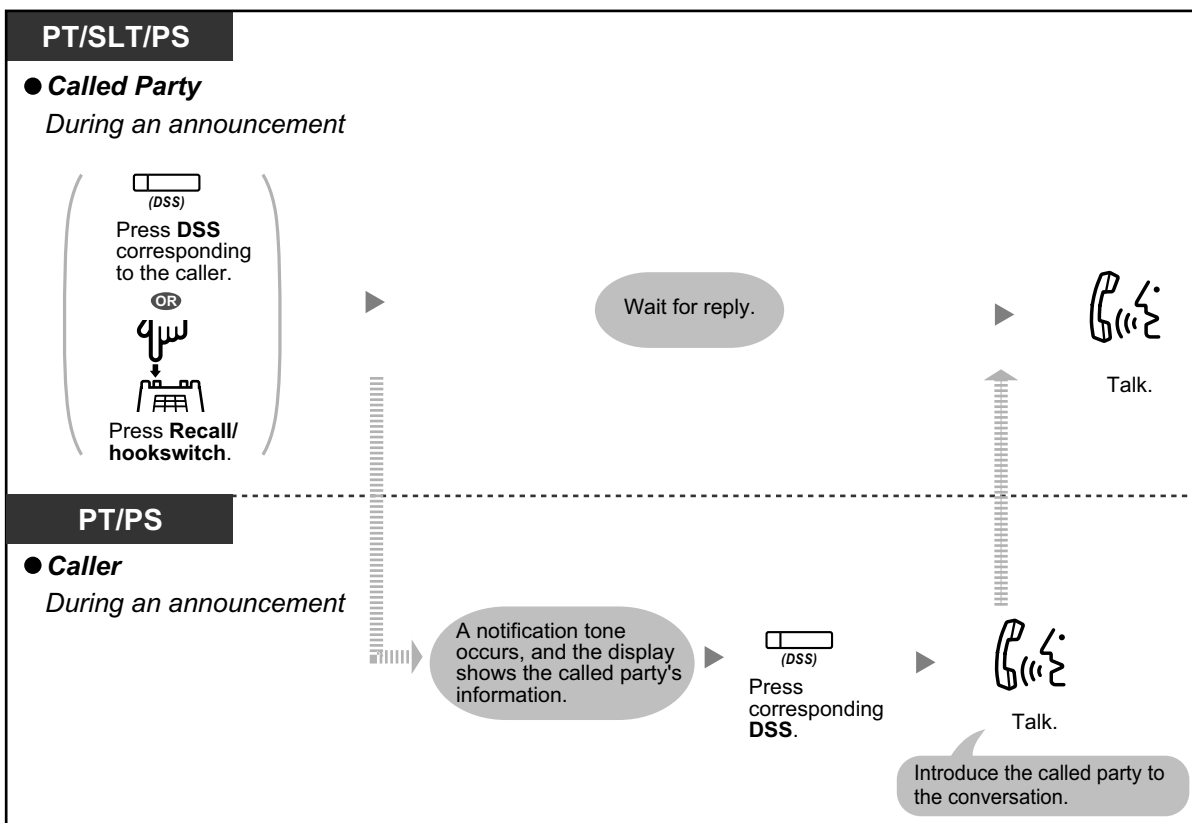 PT/SLT/PS
● Called Party
During an announcement
(DSS)
Press DSS
corresponding
to the caller.
OR
Press Recall/
hookswitch.
Wait for reply.
Talk.
PT/PS
● Caller
During an announcement
A notification tone
occurs, and the display
shows the called party's
information.
(DSS)
Press
corresponding
DSS.
Talk.
Introduce the called party to
the conversation.